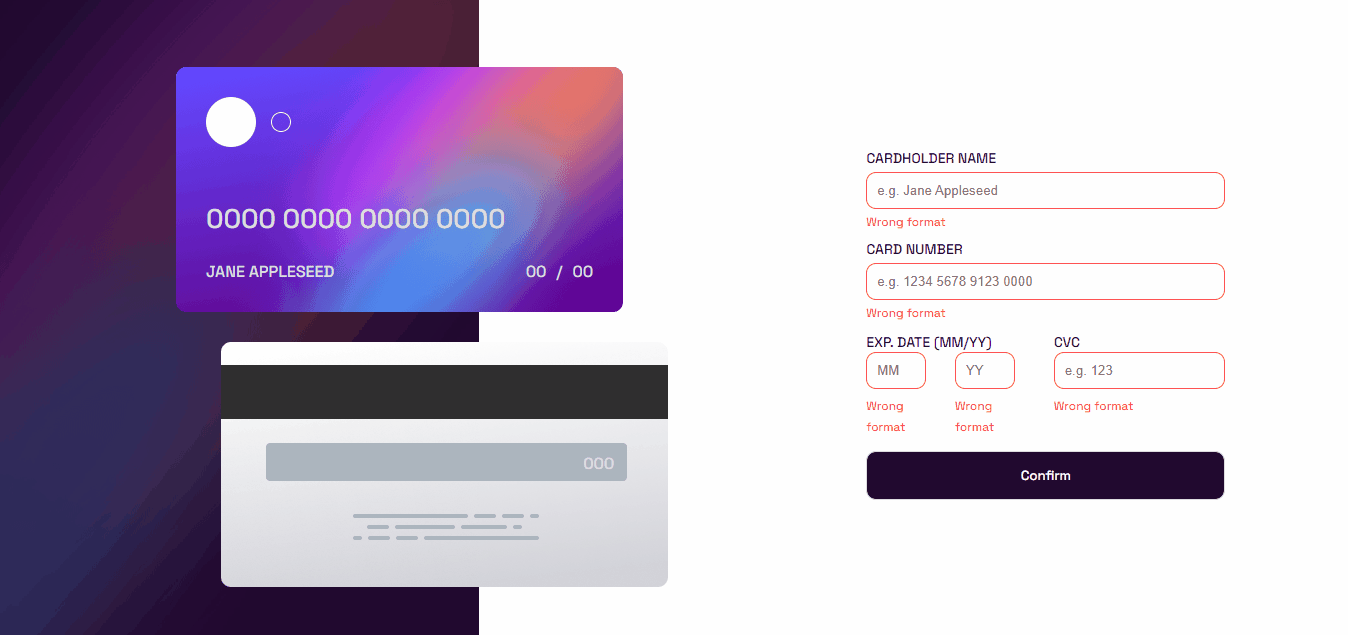 0000 0000 0000 0000
JANE APPLESEED
00 / 00
000
CARDHOLDER NAME
e.g. Jane Appleseed
Wrong format
CARD NUMBER
e.g. 1234 5678 9123 0000
Wrong format
EXP. DATE (MM/YY) CVC
MM YY e.g. 123
Wrong format Wrong format Wrong format
Confirm